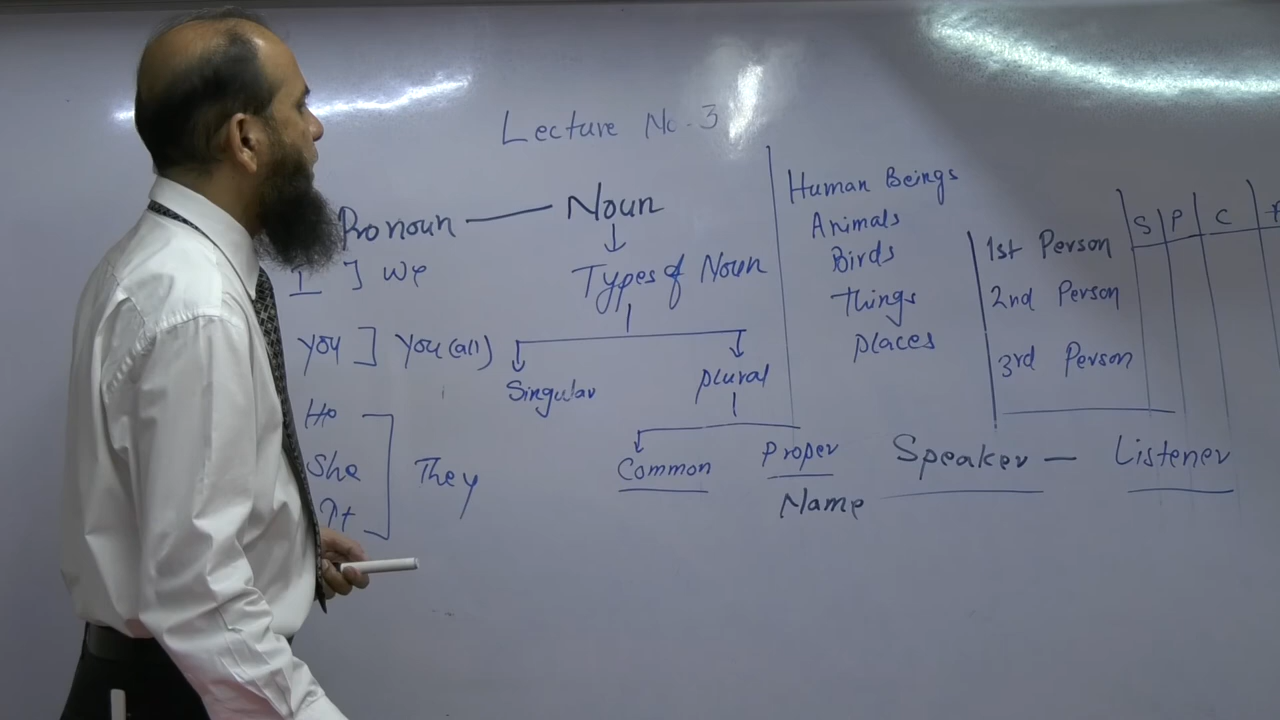 Lecture No. 3
Pronoun — Noun
I ] We
You ] You (all)
He
She
It
They
Types of Noun
Singular
Plural
Common
Proper
Name
Human Beings
Animals
Birds
Things
Places
1st Person
2nd Person
3rd Person
S P C
Speaker — Listener